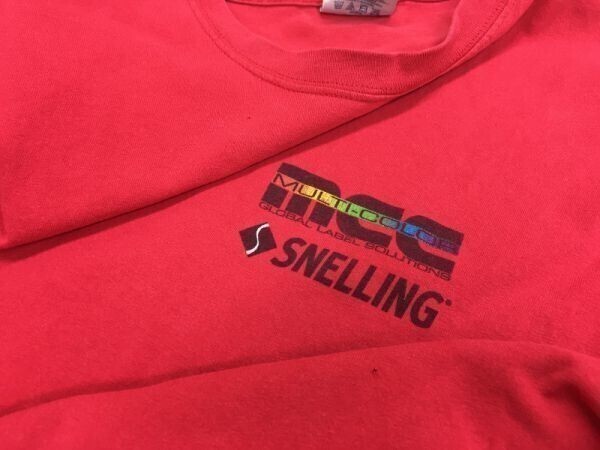 mcc
MULTI-COLOR
GLOBAL LABEL SOLUTIONS
S SNELLING®